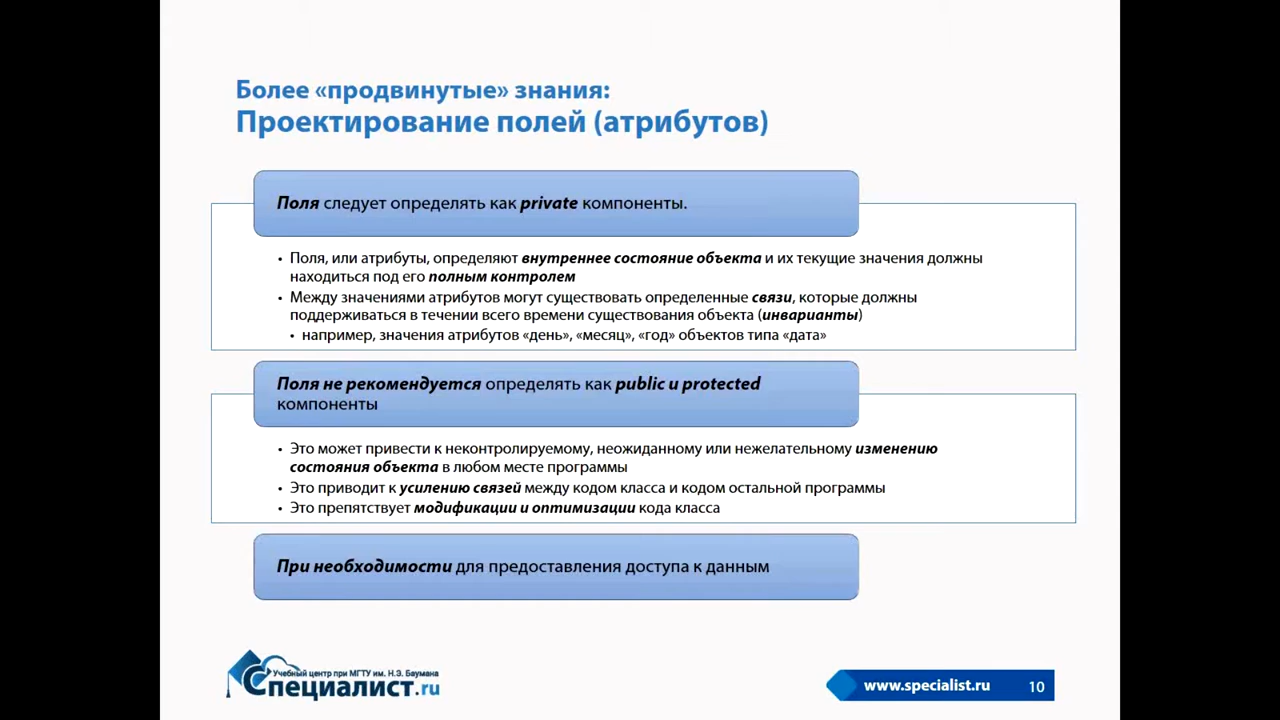 Более «продвинутые» знания:
Проектирование полей (атрибутов)
Поля следует определять как private компоненты.
• Поля, или атрибуты, определяют внутреннее состояние объекта и их текущие значения должны
находиться под его полным контролем
• Между значениями атрибутов могут существовать определенные связи, которые должны
поддерживаться в течении всего времени существования объекта (инварианты)
• например, значения атрибутов «день», «месяц», «год» объектов типа «дата»
Поля не рекомендуется определять как public и protected
компоненты
• Это может привести к неконтролируемому, неожиданному или нежелательному изменению
состояния объекта в любом месте программы
• Это приводит к усилению связей между кодом класса и кодом остальной программы
• Это препятствует модификации и оптимизации кода класса
При необходимости для предоставления доступа к данным
Учебный центр при МГТУ им. Н.Э. Баумана
Специалист.ru
www.specialist.ru 10